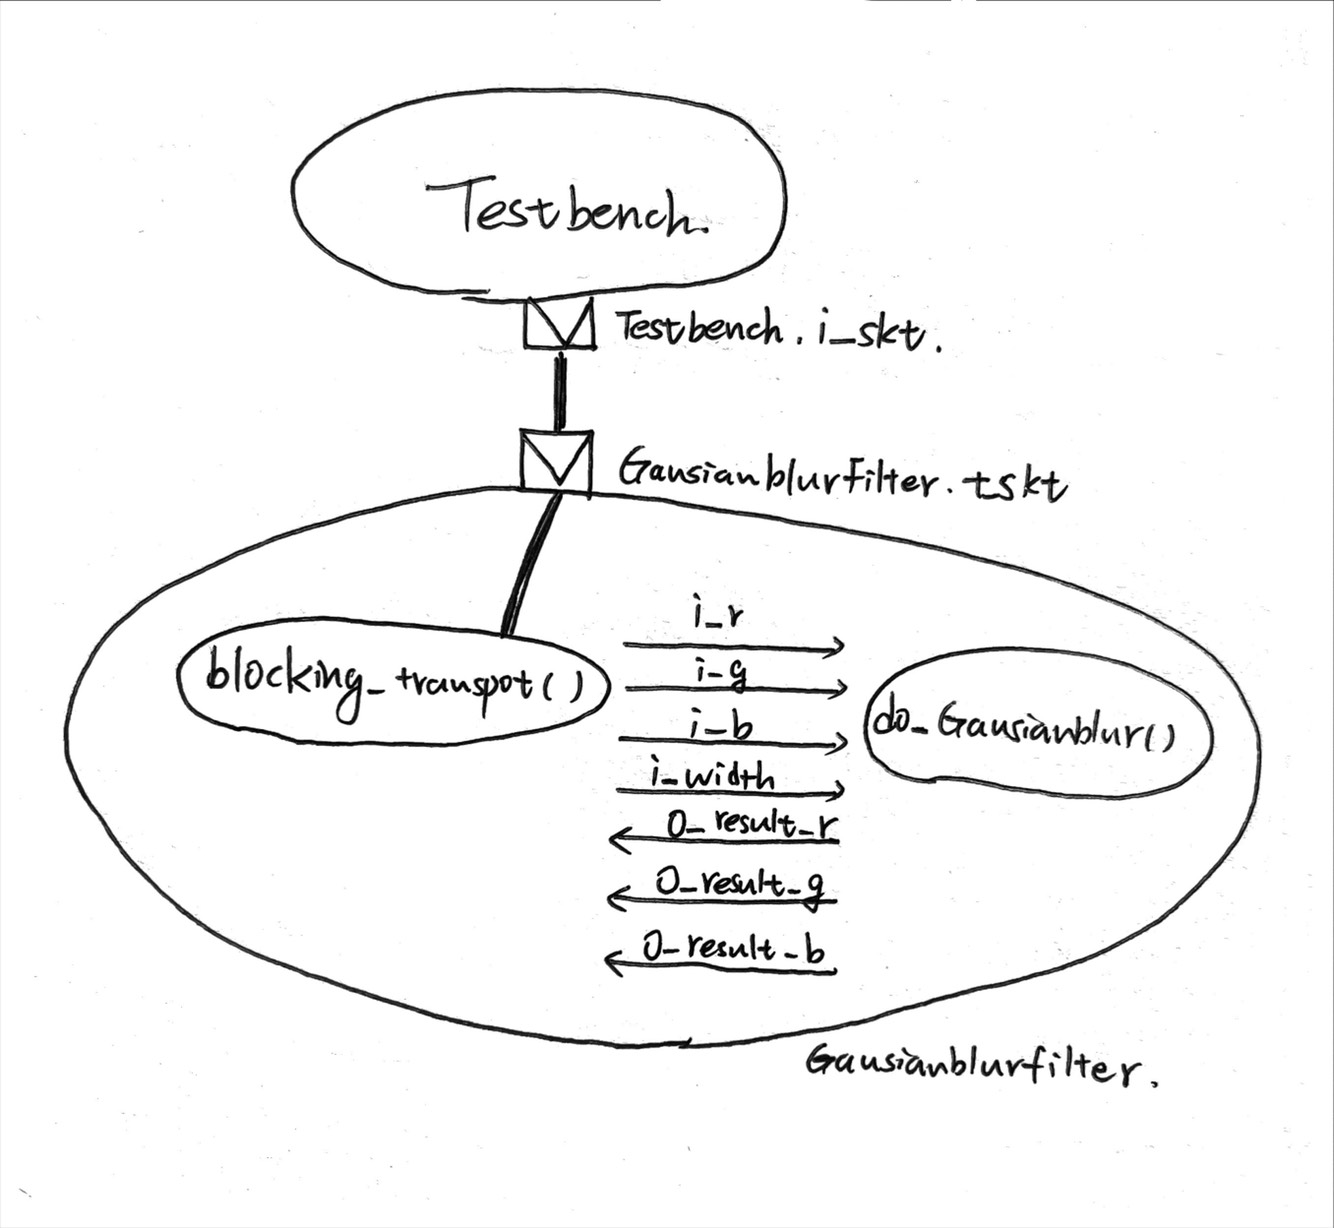 Testbench.
Testbench.i_skt.
Gausianblurfilter.tskt
i_r
i_g
blocking_transpot()
i_b
do_Gausianblur()
i_width
O_result_r
O_result_g
O_result_b
Gausianblurfilter.